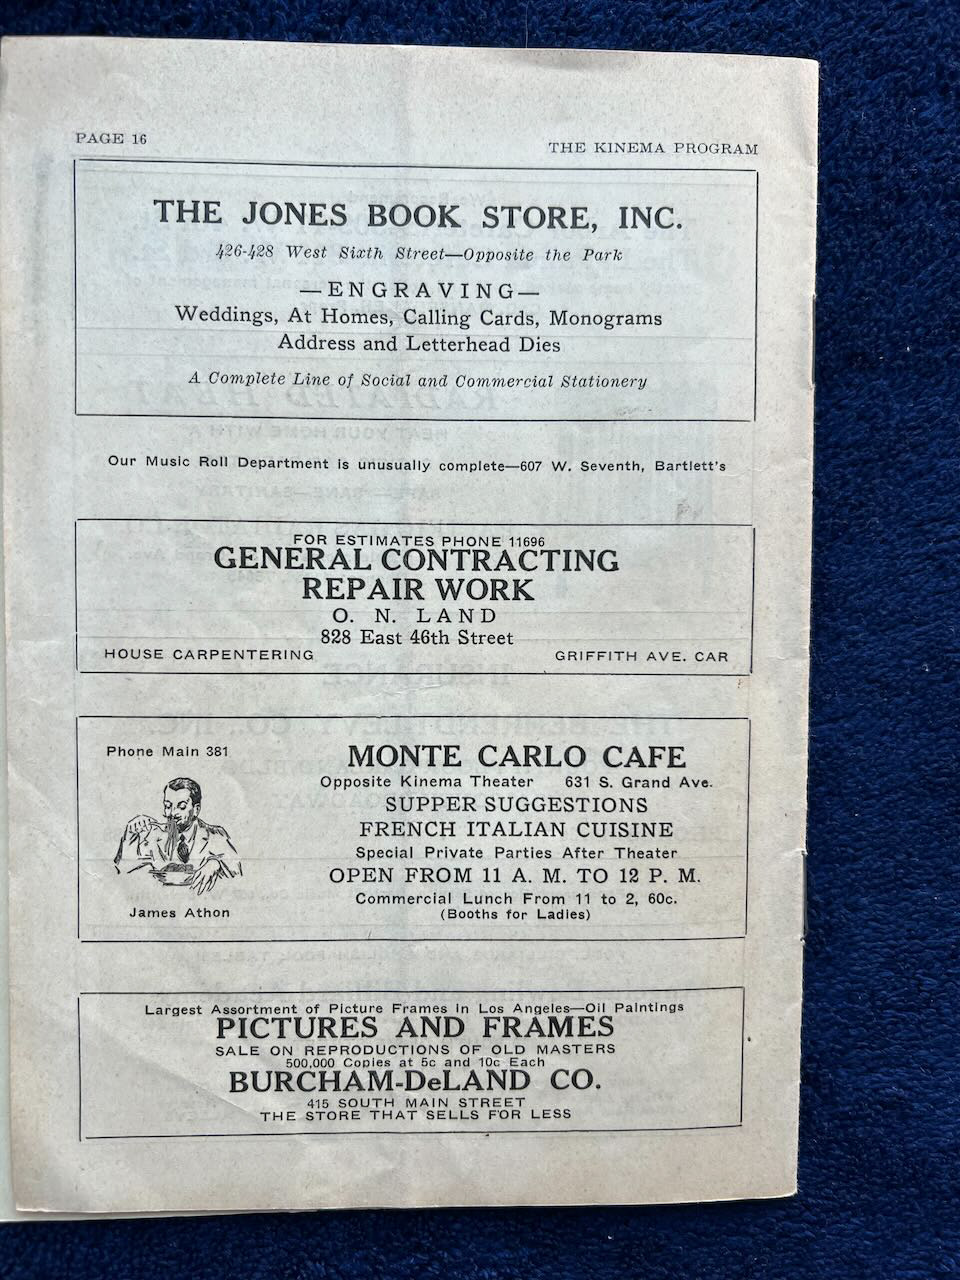 PAGE 16
THE KINEMA PROGRAM
THE JONES BOOK STORE, INC.
426-428 West Sixth Street—Opposite the Park
—ENGRAVING—
Weddings, At Homes, Calling Cards, Monograms
Address and Letterhead Dies
A Complete Line of Social and Commercial Stationery
Our Music Roll Department is unusually complete—607 W. Seventh, Bartlett's
FOR ESTIMATES PHONE 11696
GENERAL CONTRACTING
REPAIR WORK
O. N. LAND
828 East 46th Street
HOUSE CARPENTERING
GRIFFITH AVE. CAR
Phone Main 381
James Athon
MONTE CARLO CAFE
Opposite Kinema Theater 631 S. Grand Ave.
SUPPER SUGGESTIONS
FRENCH ITALIAN CUISINE
Special Private Parties After Theater
OPEN FROM 11 A. M. TO 12 P. M.
Commercial Lunch From 11 to 2, 60c.
(Booths for Ladies)
Largest Assortment of Picture Frames in Los Angeles—Oil Paintings
PICTURES AND FRAMES
SALE ON REPRODUCTIONS OF OLD MASTERS
500,000 Copies at 5c and 10c Each
BURCHAM-DeLAND CO.
415 SOUTH MAIN STREET
THE STORE THAT SELLS FOR LESS